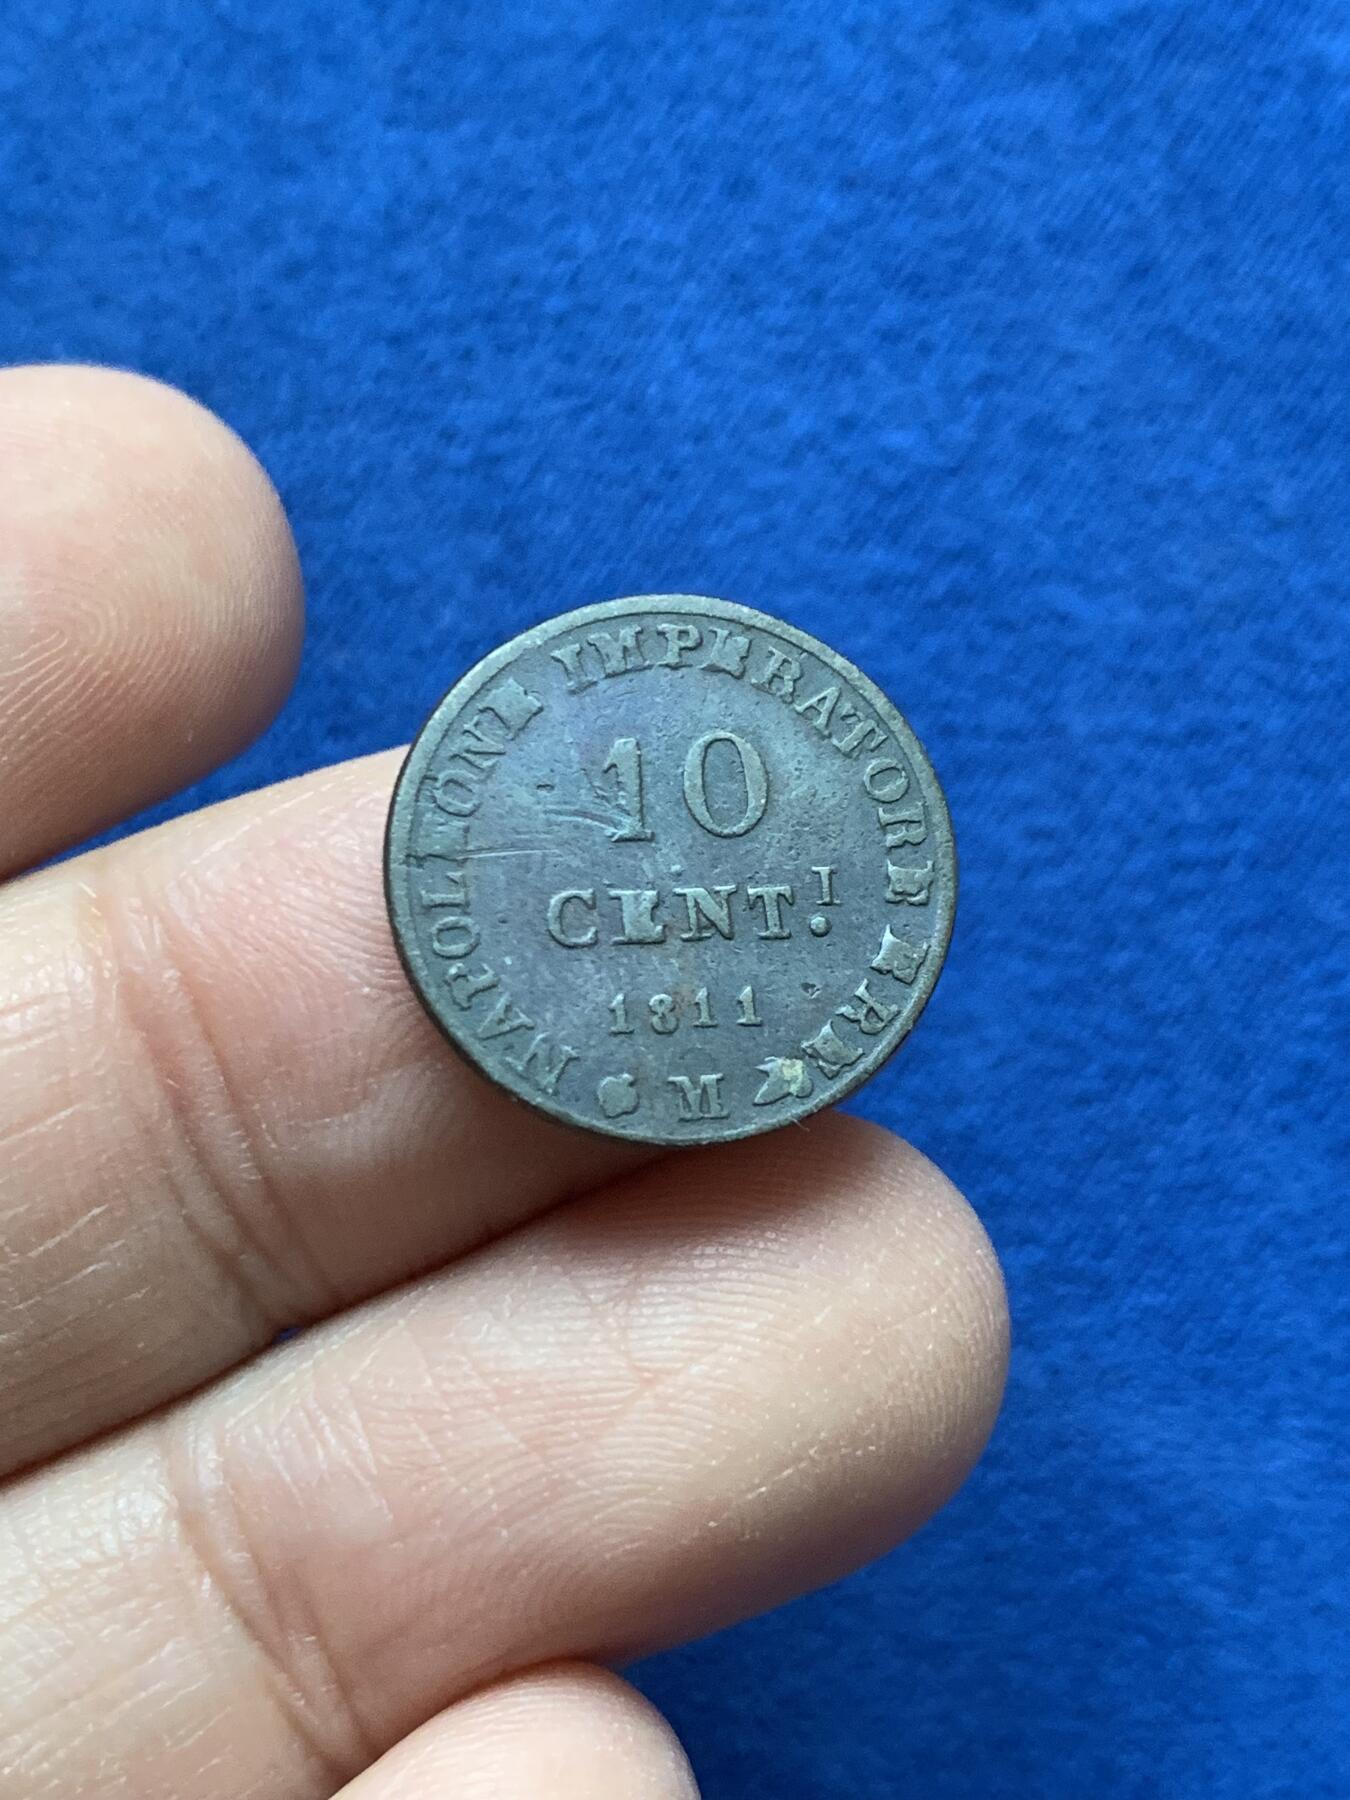 NAPOLEONE IMPERATORE E RE
10
CENT.I
1811
M